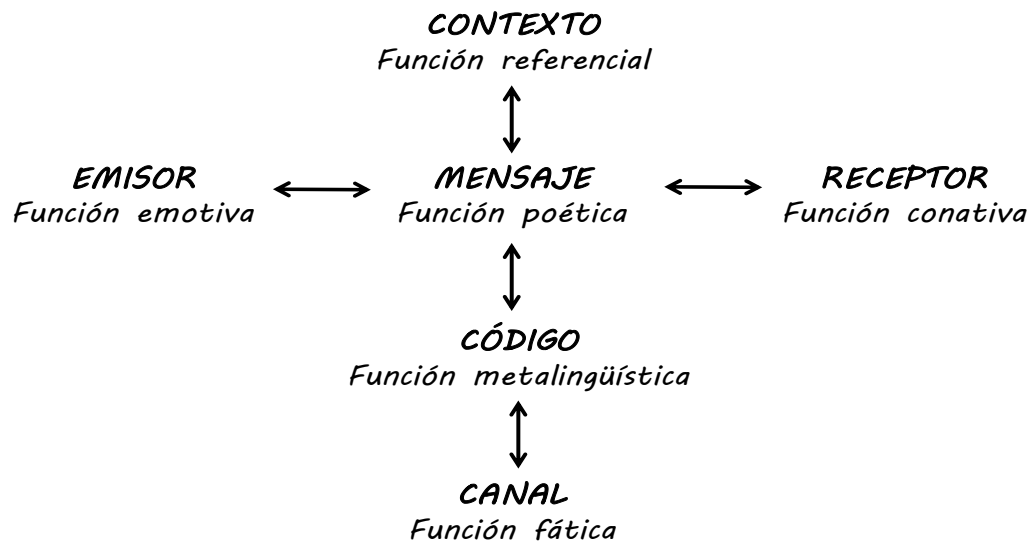 CONTEXTO
Función referencial
EMISOR
Función emotiva
MENSAJE
Función poética
RECEPTOR
Función conativa
CÓDIGO
Función metalingüística
CANAL
Función fática